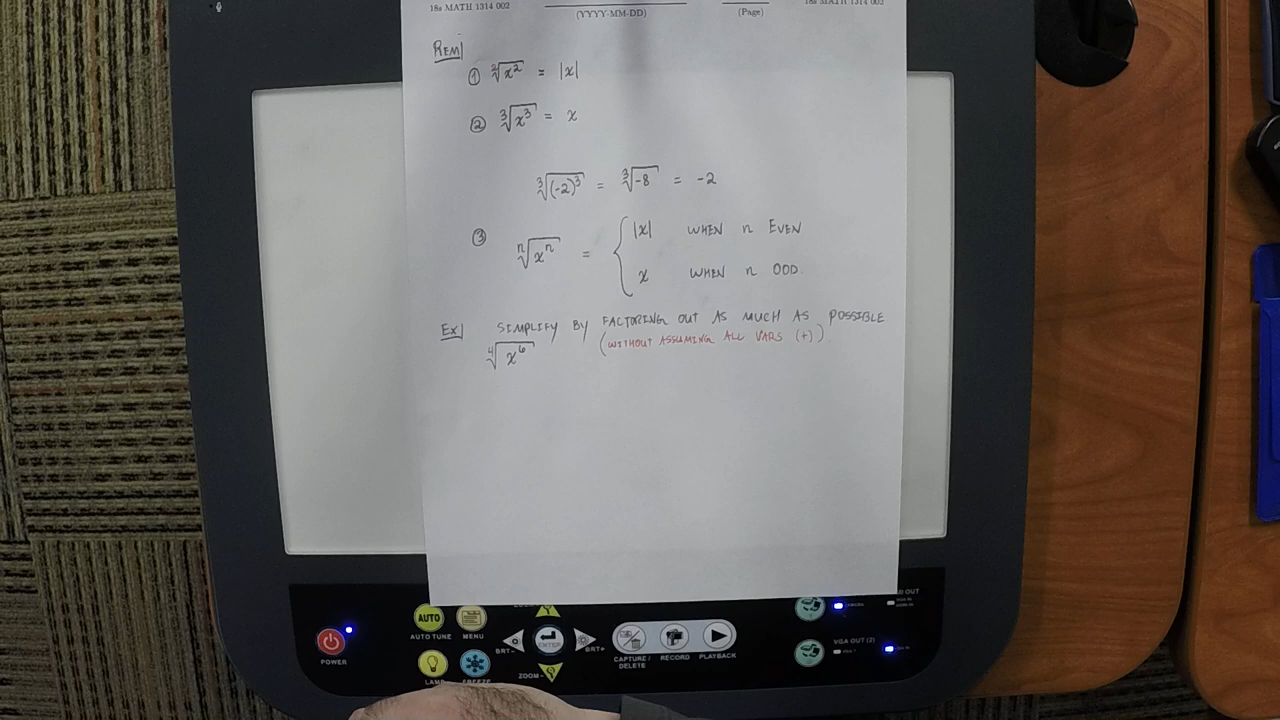 18s MATH 1314 002 (YYYY-MM-DD) (Page) 18s MATH 1314 002
REM|
① ²√x² = |x|
② ³√x³ = x
³√(-2)³ = ³√-8 = -2
③ ⁿ√xⁿ = { |x| WHEN n EVEN
x WHEN n ODD.
Ex| SIMPLIFY BY FACTORING OUT AS MUCH AS POSSIBLE
(WITHOUT ASSUMING ALL VARS (+))
⁴√x⁶
AUTO
AUTO TUNE
MENU
POWER
BRT-
ENTER
BRT+
CAPTURE / DELETE
RECORD
PLAYBACK
ZOOM-
VGA OUT (2)